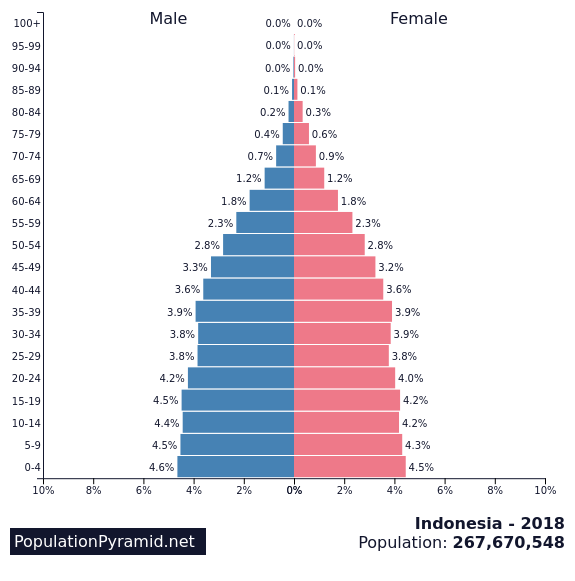 Male Female
100+ 0.0% 0.0%
95-99 0.0% 0.0%
90-94 0.0% 0.0%
85-89 0.1% 0.1%
80-84 0.2% 0.3%
75-79 0.4% 0.6%
70-74 0.7% 0.9%
65-69 1.2% 1.2%
60-64 1.8% 1.8%
55-59 2.3% 2.3%
50-54 2.8% 2.8%
45-49 3.3% 3.2%
40-44 3.6% 3.6%
35-39 3.9% 3.9%
30-34 3.8% 3.9%
25-29 3.8% 3.8%
20-24 4.2% 4.0%
15-19 4.5% 4.2%
10-14 4.4% 4.2%
5-9 4.5% 4.3%
0-4 4.6% 4.5%
10% 8% 6% 4% 2% 0% 2% 4% 6% 8% 10%
Indonesia - 2018
PopulationPyramid.net Population: 267,670,548